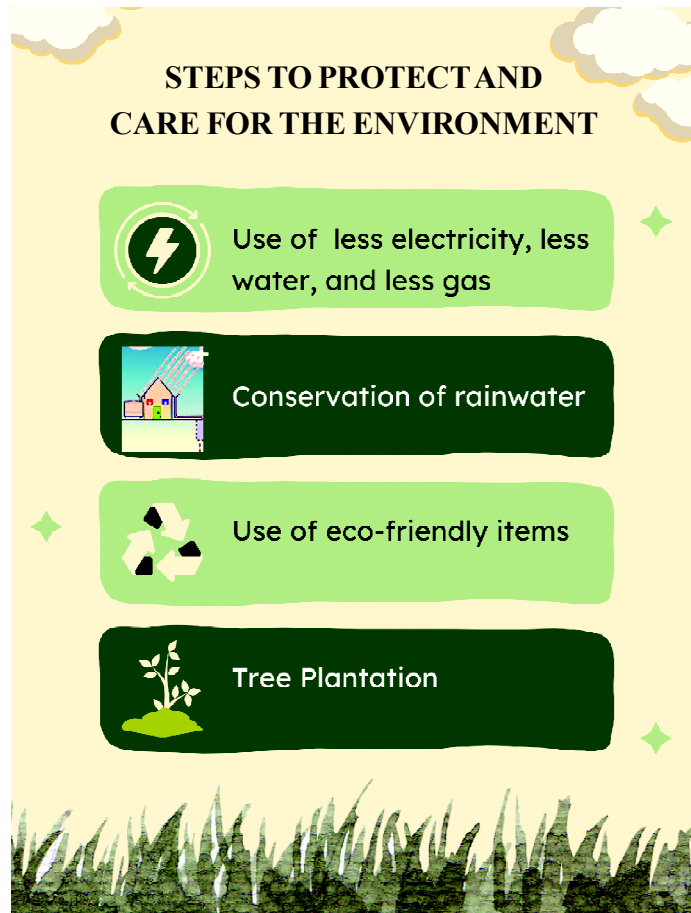 STEPS TO PROTECT AND
CARE FOR THE ENVIRONMENT
Use of less electricity, less
water, and less gas
Conservation of rainwater
Use of eco-friendly items
Tree Plantation